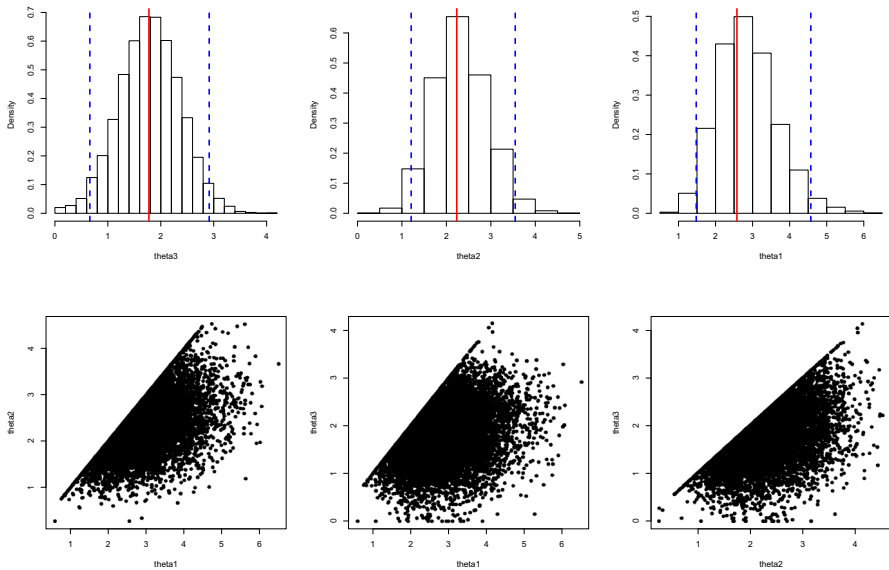 Density
0.0 0.1 0.2 0.3 0.4 0.5 0.6 0.7
0 1 2 3 4
theta3
Density
0.0 0.1 0.2 0.3 0.4 0.5 0.6
0 1 2 3 4 5
theta2
Density
0.0 0.1 0.2 0.3 0.4 0.5
1 2 3 4 5 6
theta1
theta2
1 2 3 4
1 2 3 4 5 6
theta1
theta3
0 1 2 3 4
1 2 3 4 5 6
theta1
theta3
0 1 2 3 4
1 2 3 4
theta2